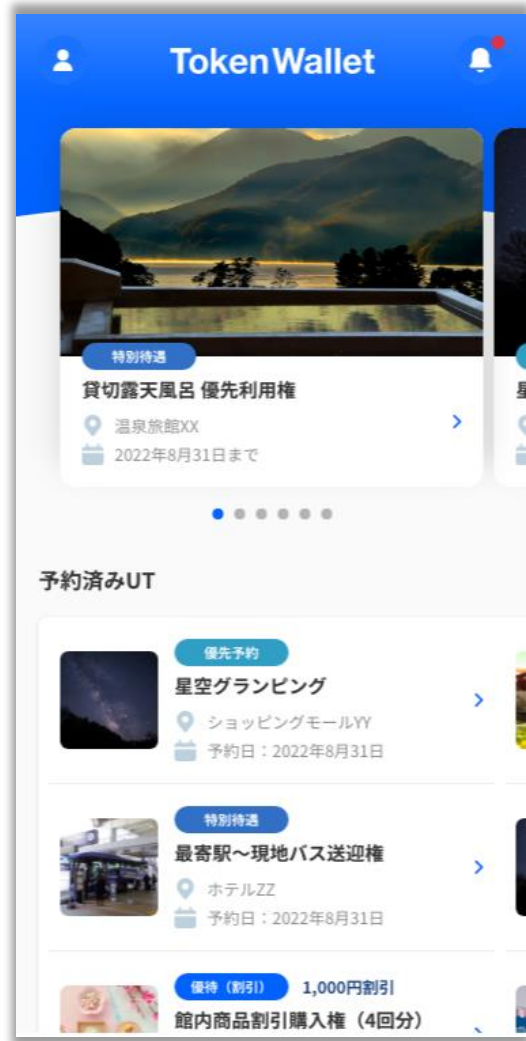 TokenWallet
特別待遇
貸切露天風呂 優先利用権
温泉旅館XX
2022年8月31日まで
予約済みUT
優先予約
星空グランピング
ショッピングモールYY
予約日：2022年8月31日
特別待遇
最寄駅～現地バス送迎権
ホテルZZ
予約日：2022年8月31日
優待（割引） 1,000円割引
館内商品割引購入権（4回分）